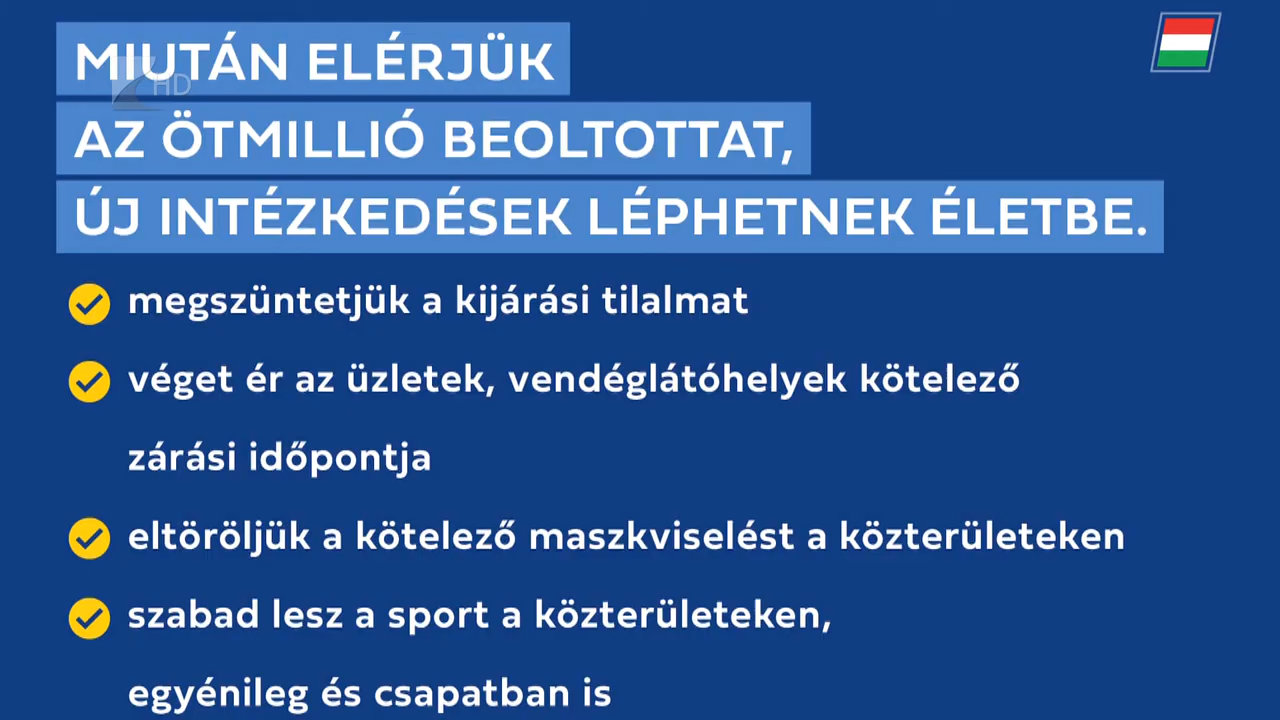 MIUTÁN ELÉRJÜK
HD
AZ ÖTMILLIÓ BEOLTOTTAT,
ÚJ INTÉZKEDÉSEK LÉPHETNEK ÉLETBE.
megszüntetjük a kijárási tilalmat
véget ér az üzletek, vendéglátóhelyek kötelező
zárási időpontja
eltöröljük a kötelező maszkviselést a közterületeken
szabad lesz a sport a közterületeken,
egyénileg és csapatban is